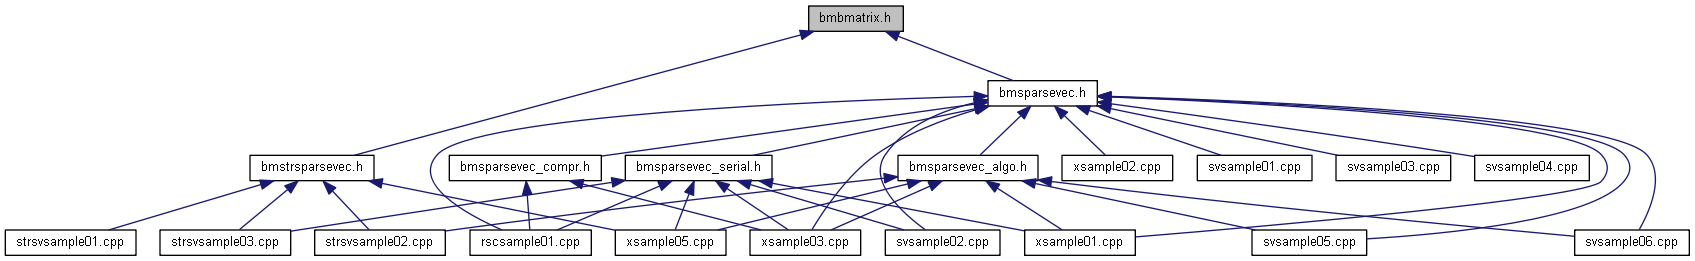 bmbmatrix.h
bmsparsevec.h
bmstrsparsevec.h
bmsparsevec_compr.h
bmsparsevec_serial.h
bmsparsevec_algo.h
xsample02.cpp
svsample01.cpp
svsample03.cpp
svsample04.cpp
strsvsample01.cpp
strsvsample03.cpp
strsvsample02.cpp
rscsample01.cpp
xsample05.cpp
xsample03.cpp
svsample02.cpp
xsample01.cpp
svsample05.cpp
svsample06.cpp